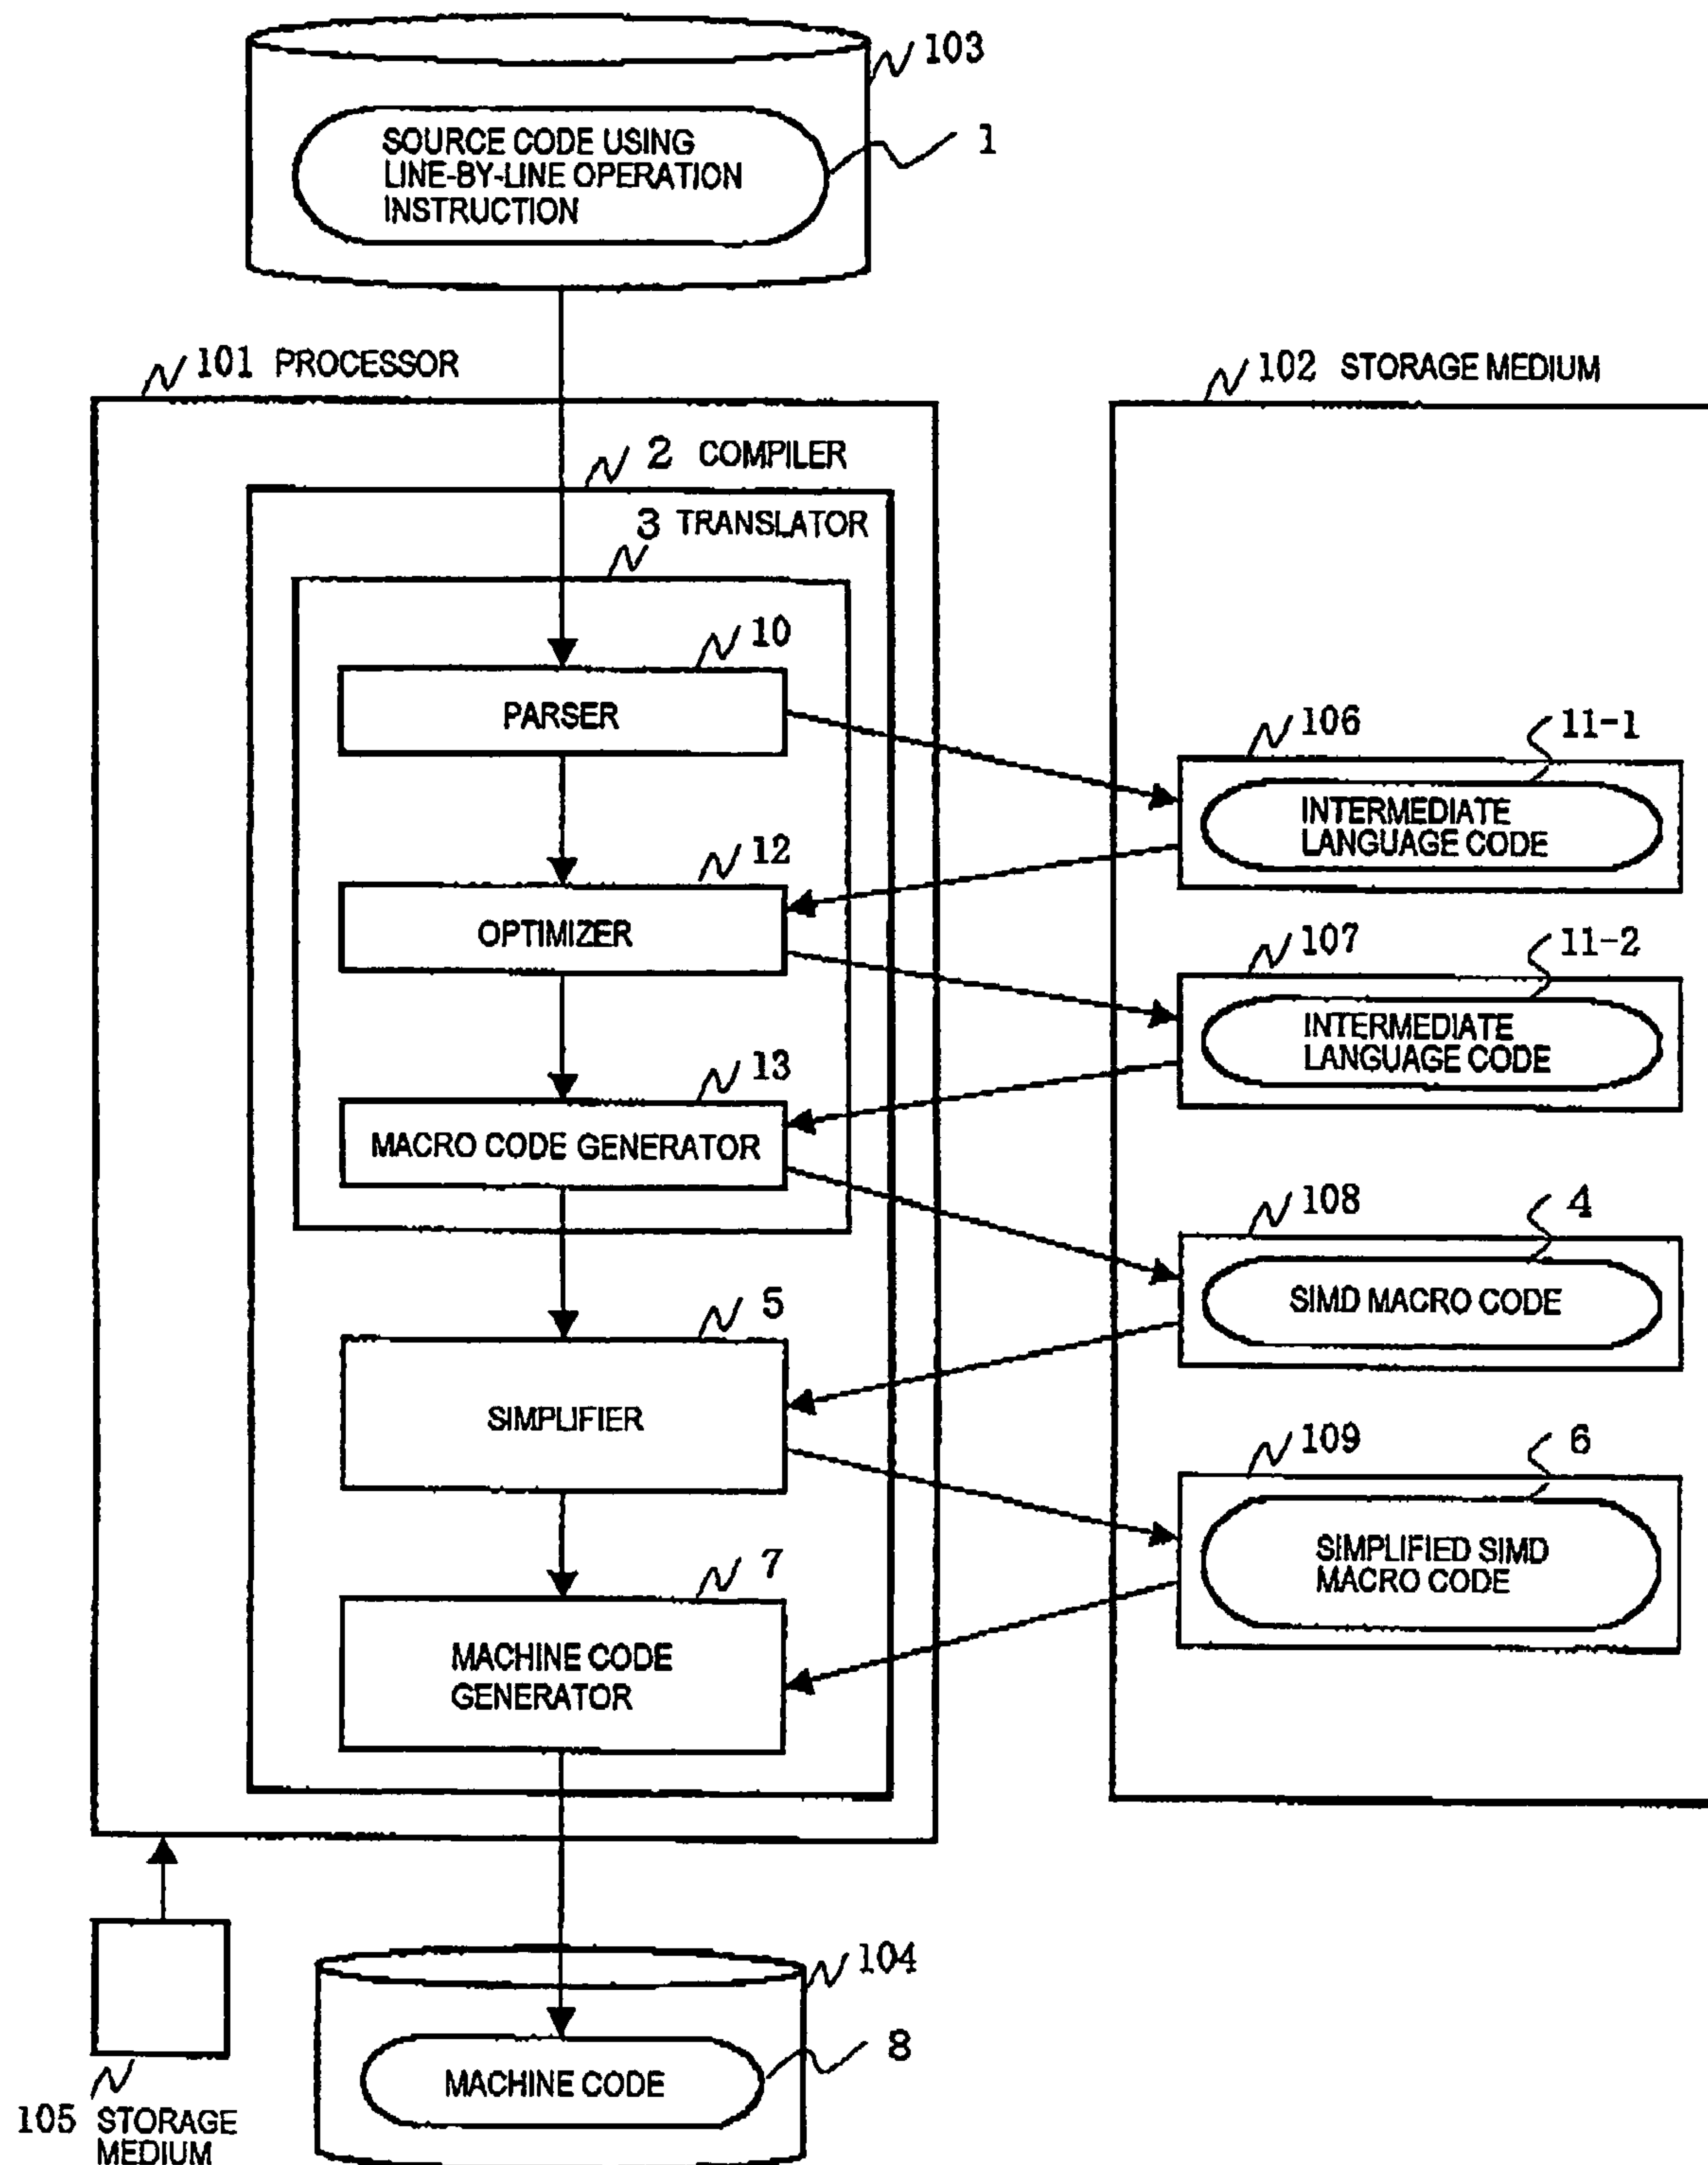 103
SOURCE CODE USING
LINE-BY-LINE OPERATION
INSTRUCTION
1
101 PROCESSOR
102 STORAGE MEDIUM
2 COMPILER
3 TRANSLATOR
10
PARSER
106
11-1
INTERMEDIATE
LANGUAGE CODE
12
OPTIMIZER
107
11-2
INTERMEDIATE
LANGUAGE CODE
13
MACRO CODE GENERATOR
108
4
SIMD MACRO CODE
5
SIMPLIFIER
109
6
SIMPLIFIED SIMD
MACRO CODE
7
MACHINE CODE
GENERATOR
104
8
MACHINE CODE
105 STORAGE
MEDIUM